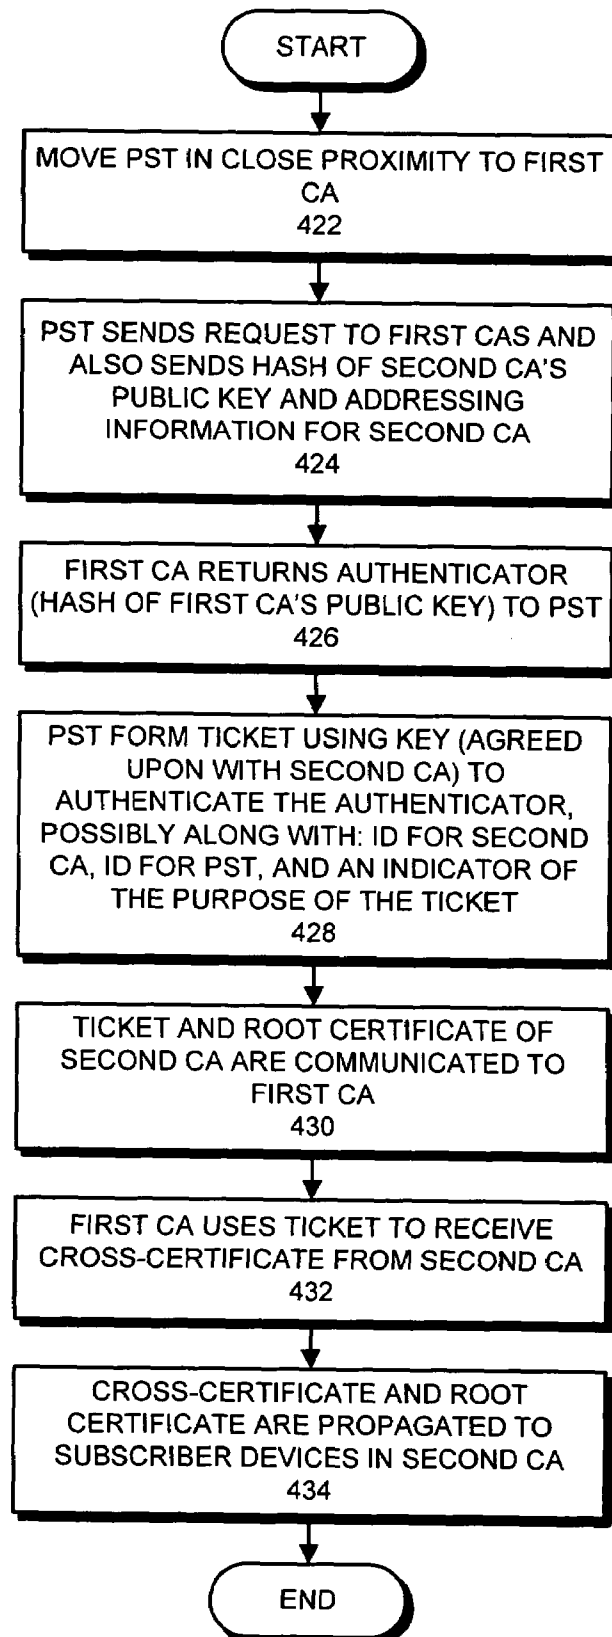 START
MOVE PST IN CLOSE PROXIMITY TO FIRST
CA
422
PST SENDS REQUEST TO FIRST CAS AND
ALSO SENDS HASH OF SECOND CA'S
PUBLIC KEY AND ADDRESSING
INFORMATION FOR SECOND CA
424
FIRST CA RETURNS AUTHENTICATOR
(HASH OF FIRST CA'S PUBLIC KEY) TO PST
426
PST FORM TICKET USING KEY (AGREED
UPON WITH SECOND CA) TO
AUTHENTICATE THE AUTHENTICATOR,
POSSIBLY ALONG WITH: ID FOR SECOND
CA, ID FOR PST, AND AN INDICATOR OF
THE PURPOSE OF THE TICKET
428
TICKET AND ROOT CERTIFICATE OF
SECOND CA ARE COMMUNICATED TO
FIRST CA
430
FIRST CA USES TICKET TO RECEIVE
CROSS-CERTIFICATE FROM SECOND CA
432
CROSS-CERTIFICATE AND ROOT
CERTIFICATE ARE PROPAGATED TO
SUBSCRIBER DEVICES IN SECOND CA
434
END